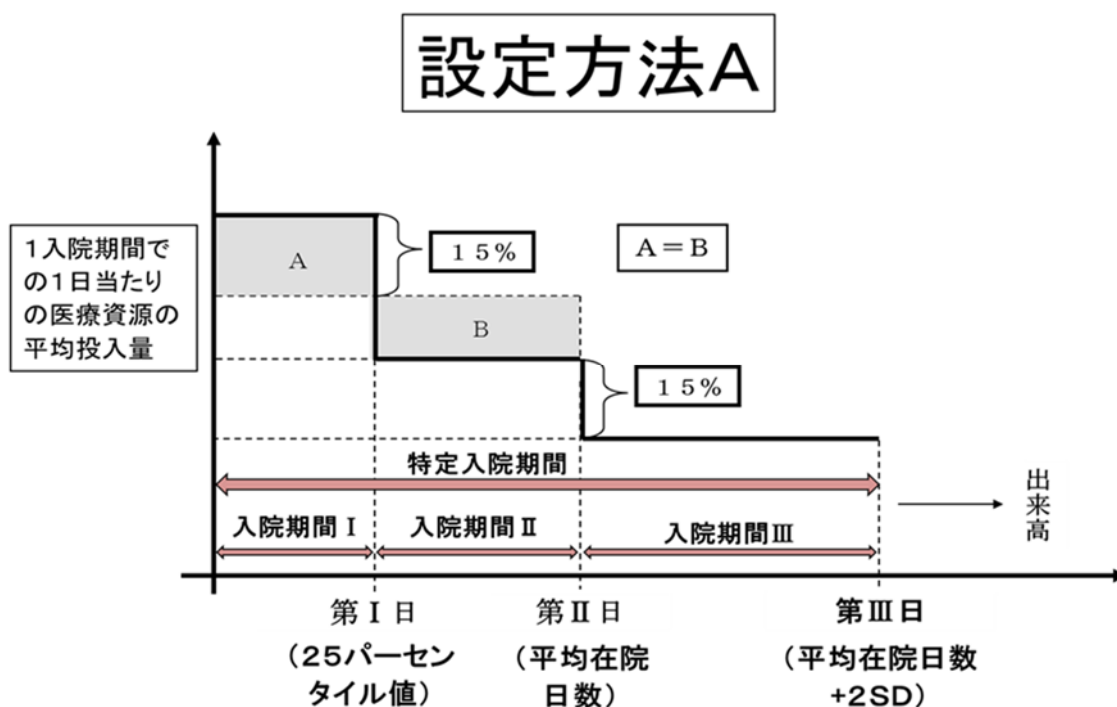 設定方法A
1入院期間で
の1日当たり
の医療資源の
平均投入量
A
15%
A=B
B
15%
特定入院期間
出来高
入院期間Ⅰ
入院期間Ⅱ
入院期間Ⅲ
第Ⅰ日
(25パーセン
タイル値)
第Ⅱ日
(平均在院
日数)
第Ⅲ日
(平均在院日数
+2SD)